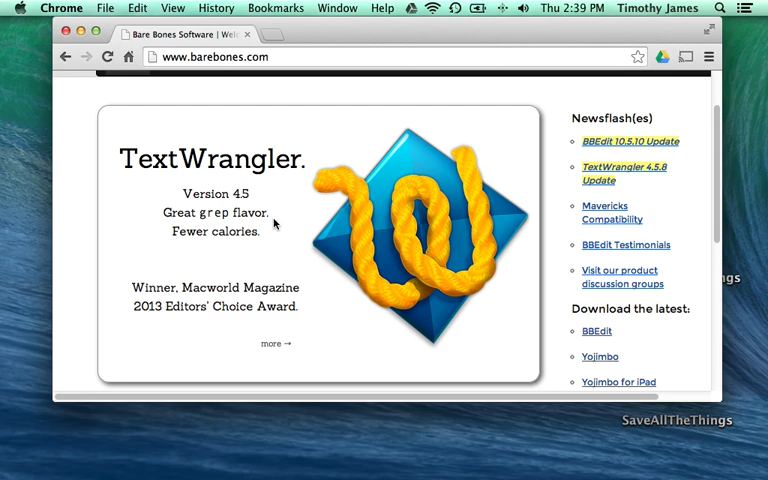 Chrome File Edit View History Bookmarks Window Help Thu 2:39 PM Timothy James
Bare Bones Software | Welc
www.barebones.com
TextWrangler.
Version 4.5
Great grep flavor.
Fewer calories.
Winner, Macworld Magazine
2013 Editors' Choice Award.
more →
Newsflash(es)
BBEdit 10.5.10 Update
TextWrangler 4.5.8
Update
Mavericks
Compatibility
BBEdit Testimonials
Visit our product
discussion groups
Download the latest:
BBEdit
Yojimbo
Yojimbo for iPad
ngs
SaveAllTheThings